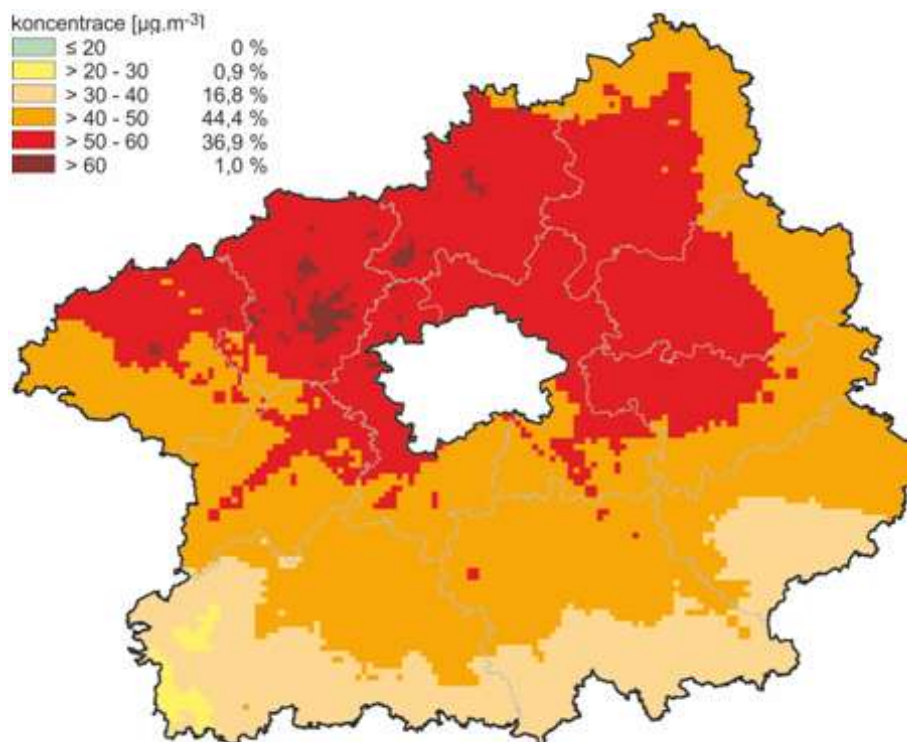 koncentrace [µg.m⁻³]
≤ 20 0 %
> 20 - 30 0,9 %
> 30 - 40 16,8 %
> 40 - 50 44,4 %
> 50 - 60 36,9 %
> 60 1,0 %